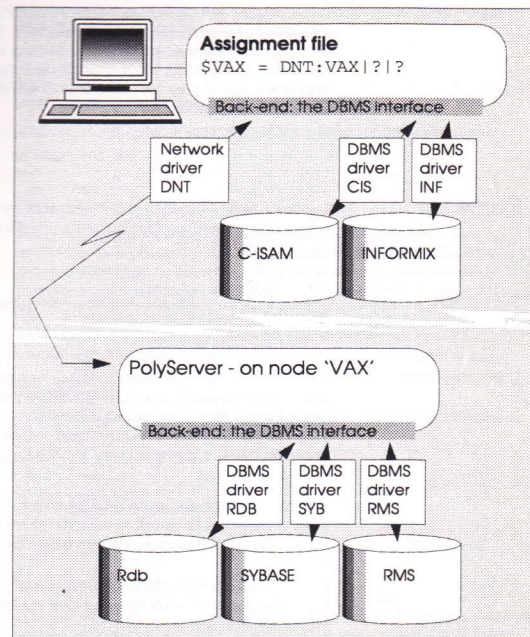 Assignment file
$VAX = DNT:VAX|?|?
Back-end: the DBMS interface
Network
driver
DNT
DBMS
driver
CIS
DBMS
driver
INF
C-ISAM
INFORMIX
PolyServer - on node 'VAX'
Back-end: the DBMS interface
DBMS
driver
RDB
DBMS
driver
SYB
DBMS
driver
RMS
Rdb
SYBASE
RMS